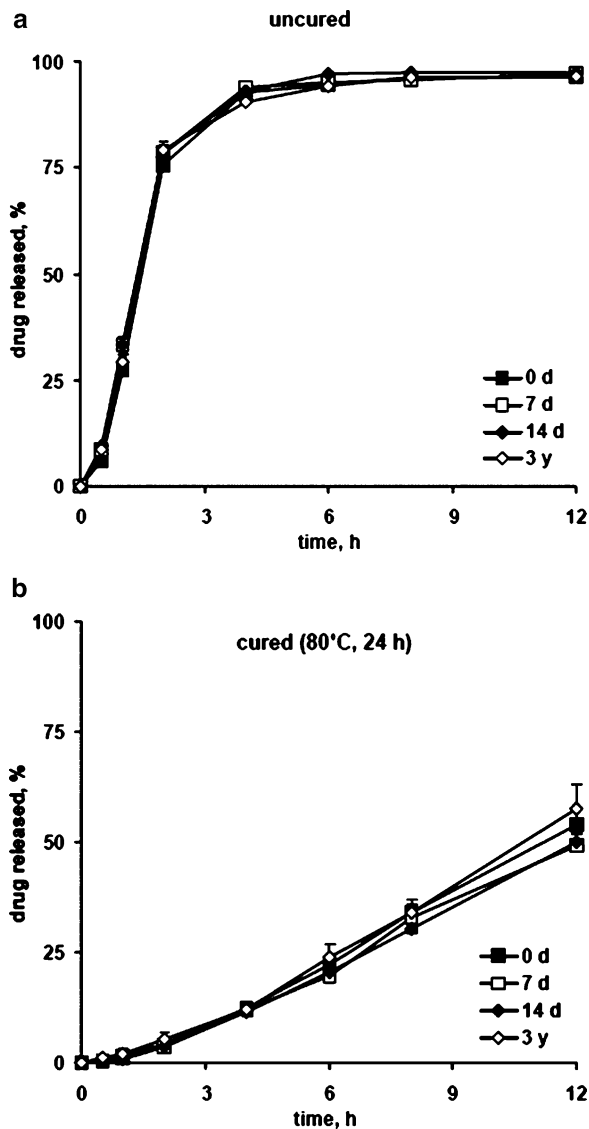 a
uncured
100
75
50
25
0
drug released, %
0 3 6 9 12
time, h
0 d
7 d
14 d
3 y
b
cured (80°C, 24 h)
100
75
50
25
0
drug released, %
0 3 6 9 12
time, h
0 d
7 d
14 d
3 y